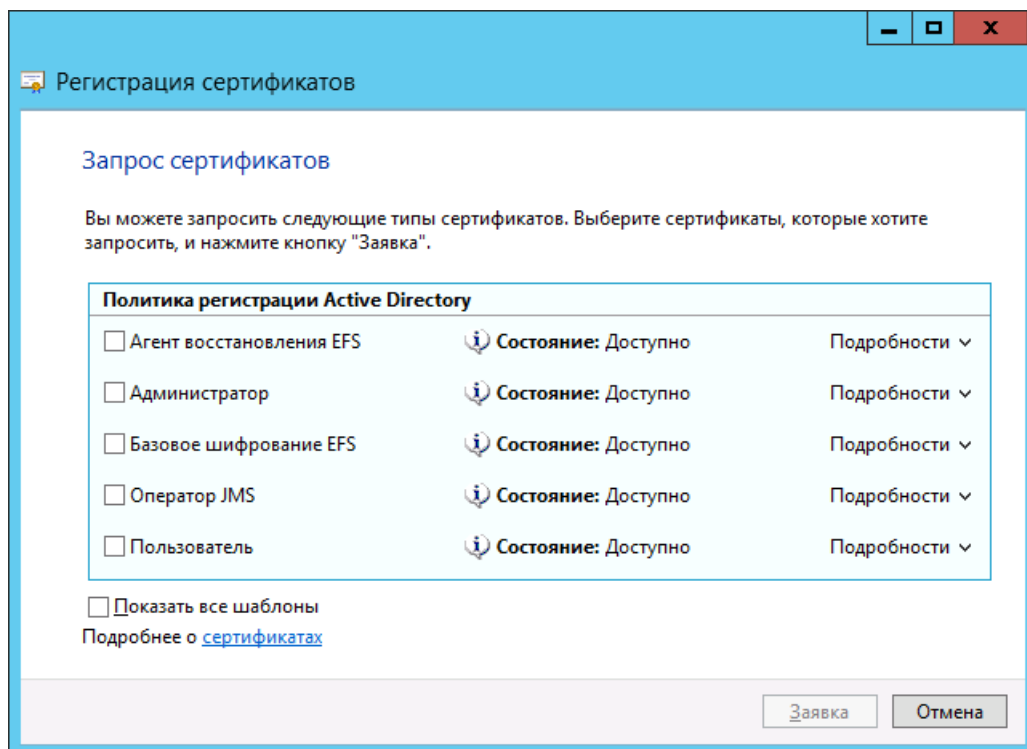 Регистрация сертификатов
Запрос сертификатов
Вы можете запросить следующие типы сертификатов. Выберите сертификаты, которые хотите
запросить, и нажмите кнопку "Заявка".
Политика регистрации Active Directory
Агент восстановления EFS Состояние: Доступно Подробности
Администратор Состояние: Доступно Подробности
Базовое шифрование EFS Состояние: Доступно Подробности
Оператор JMS Состояние: Доступно Подробности
Пользователь Состояние: Доступно Подробности
Показать все шаблоны
Подробнее о сертификатах
Заявка Отмена